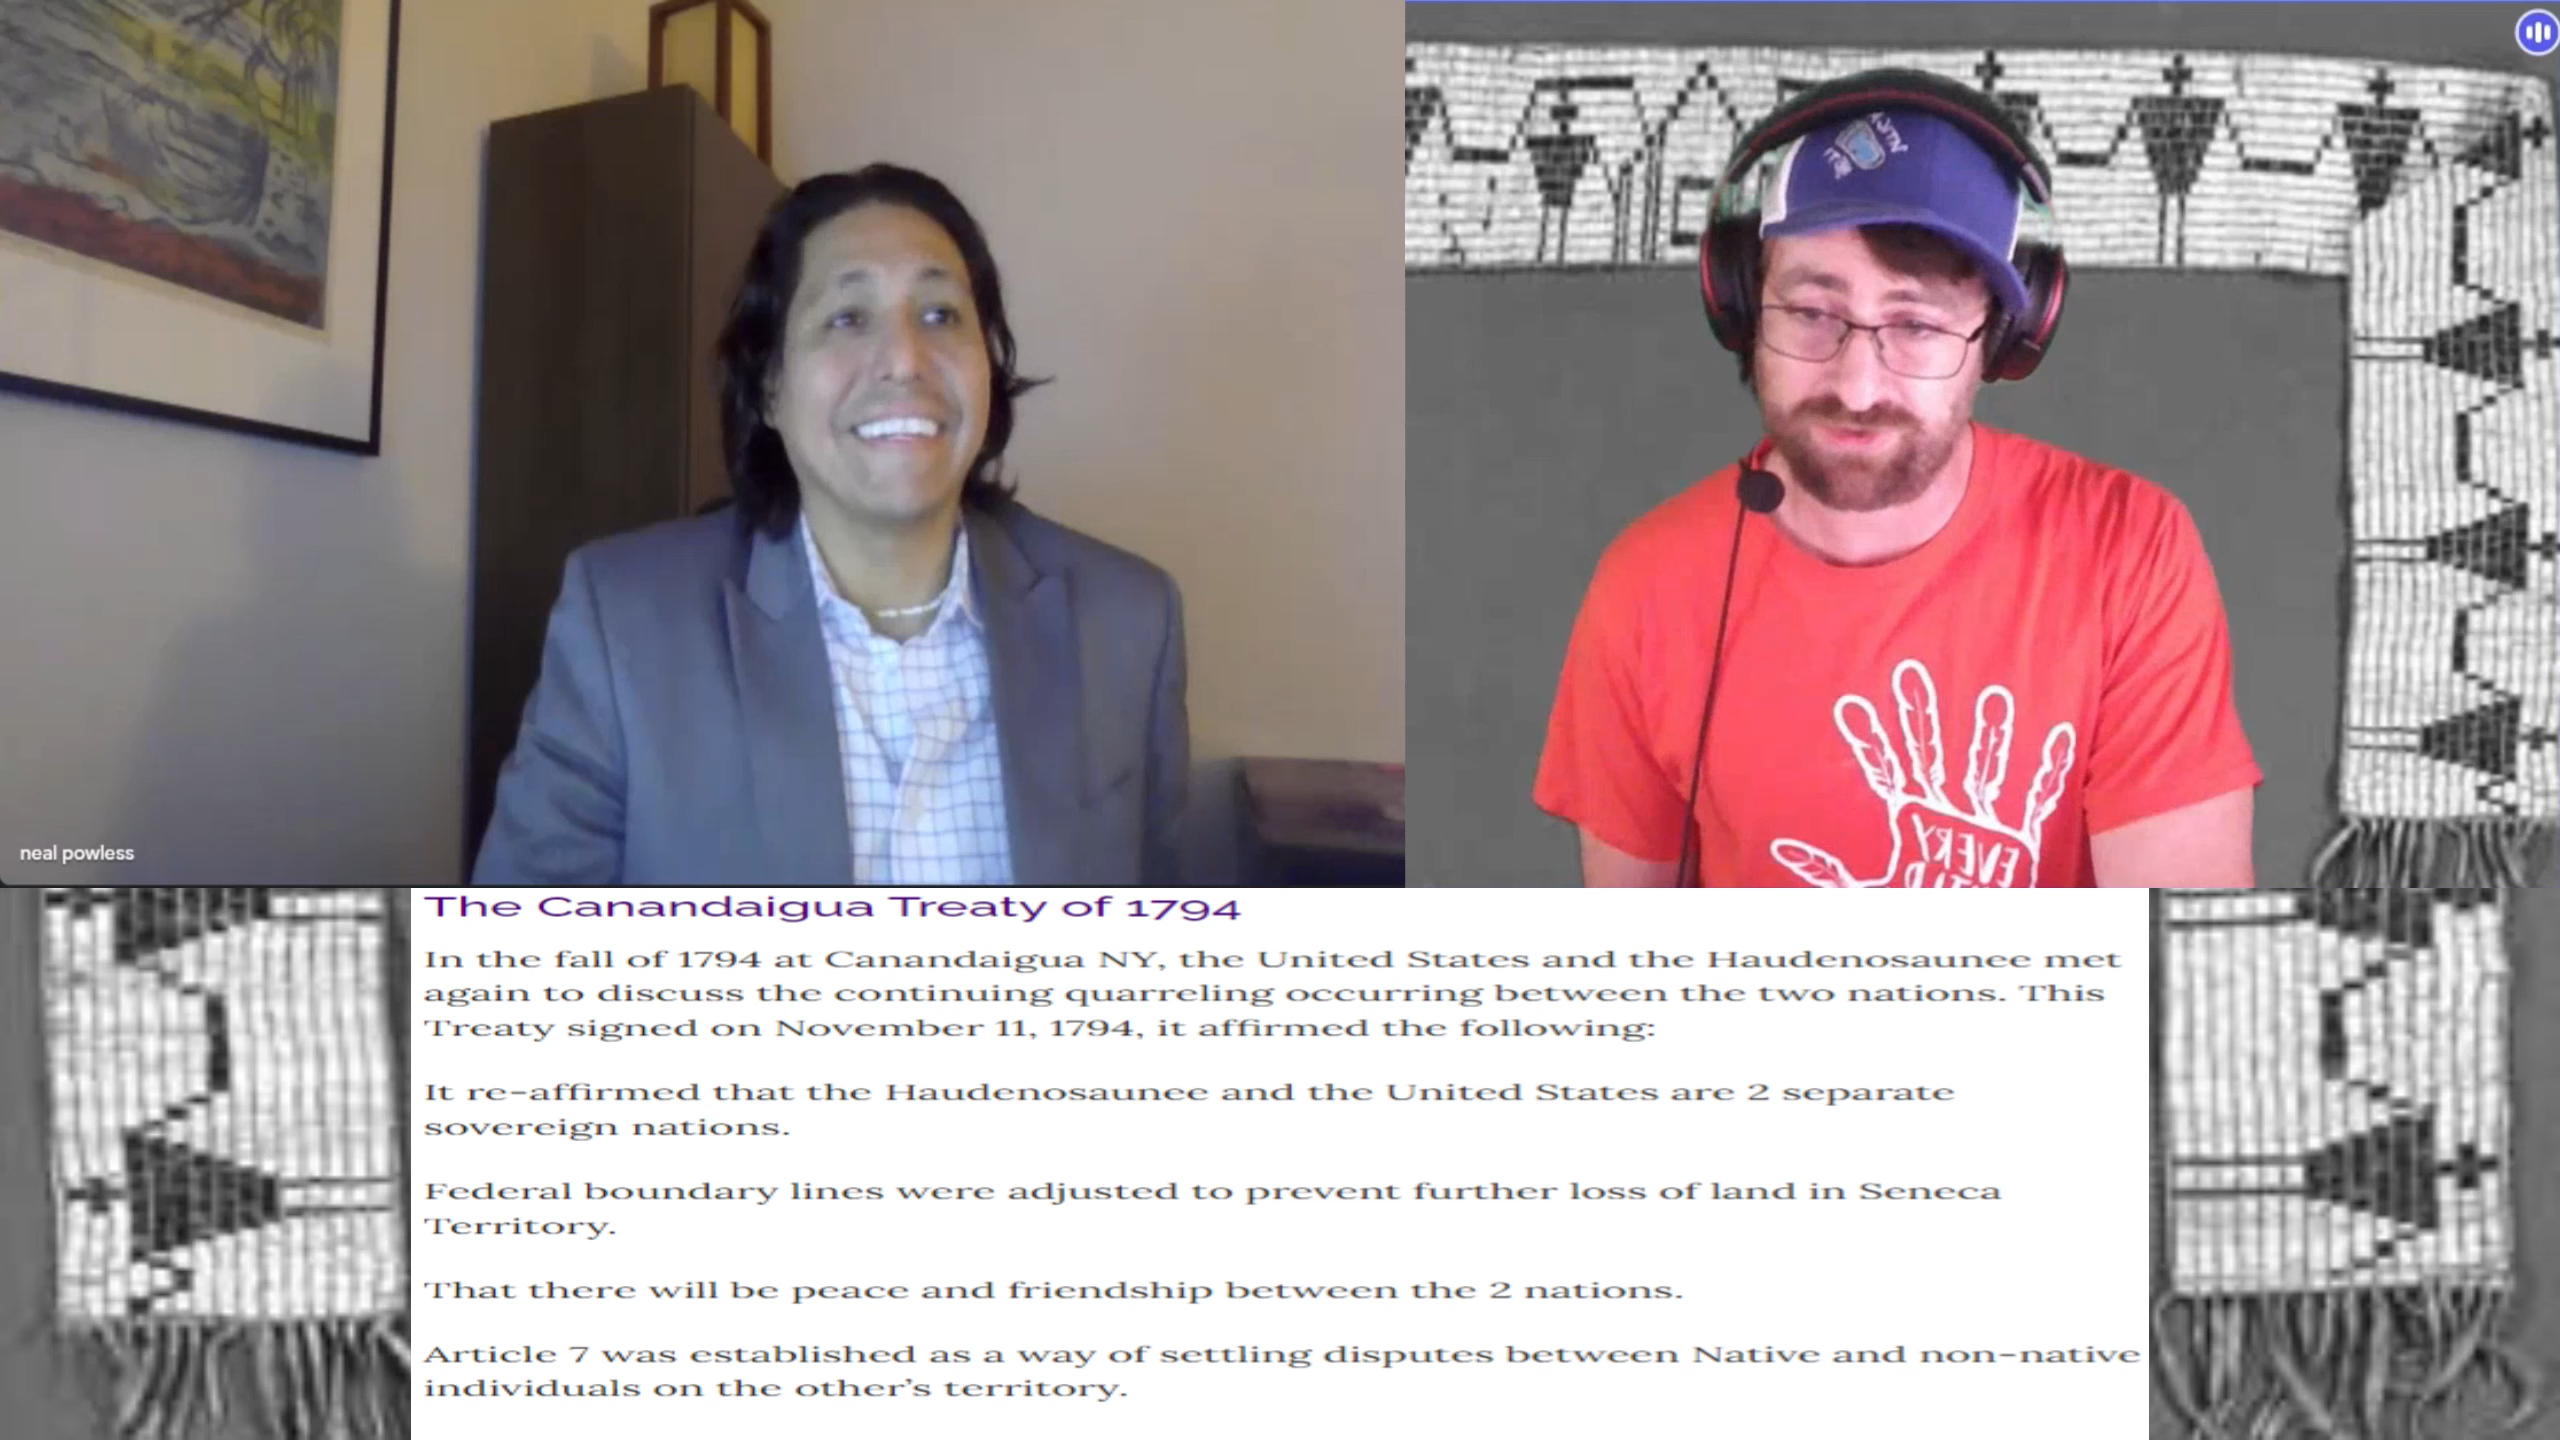 neal powless
The Canandaigua Treaty of 1794
In the fall of 1794 at Canandaigua NY, the United States and the Haudenosaunee met
again to discuss the continuing quarreling occurring between the two nations. This
Treaty signed on November 11, 1794, it affirmed the following:
It re-affirmed that the Haudenosaunee and the United States are 2 separate
sovereign nations.
Federal boundary lines were adjusted to prevent further loss of land in Seneca
Territory.
That there will be peace and friendship between the 2 nations.
Article 7 was established as a way of settling disputes between Native and non-native
individuals on the other's territory.
EVERY